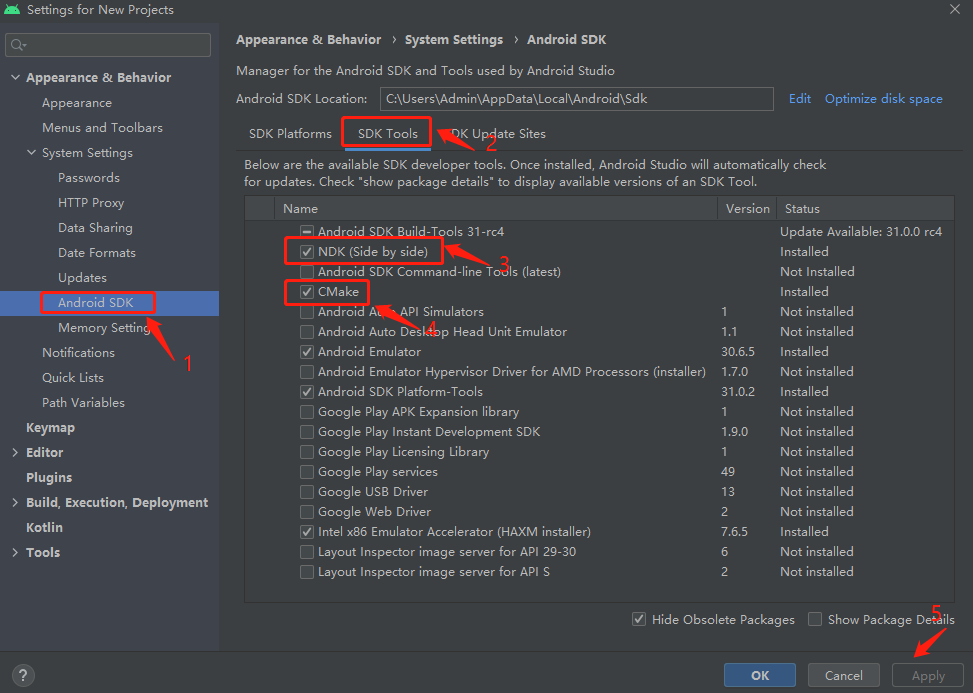 Settings for New Projects
Appearance & Behavior
Appearance
Menus and Toolbars
System Settings
Passwords
HTTP Proxy
Data Sharing
Date Formats
Updates
Android SDK
Memory Setting
1
Notifications
Quick Lists
Path Variables
Keymap
Editor
Plugins
Build, Execution, Deployment
Kotlin
Tools
Appearance & Behavior › System Settings › Android SDK
Manager for the Android SDK and Tools used by Android Studio
Android SDK Location: C:\Users\Admin\AppData\Local\Android\Sdk Edit Optimize disk space
SDK Platforms SDK Tools DK Update Sites
2
Below are the available SDK developer tools. Once installed, Android Studio will automatically check
for updates. Check "show package details" to display available versions of an SDK Tool.
Name Version Status
Android SDK Build-Tools 31-rc4 Update Available: 31.0.0 rc4
NDK (Side by side) Installed
3
Android SDK Command-line Tools (latest) Not Installed
CMake Installed
Android Auto API Simulators 1 Not installed
4
Android Auto Desktop Head Unit Emulator 1.1 Not installed
Android Emulator 30.6.5 Installed
Android Emulator Hypervisor Driver for AMD Processors (installer) 1.7.0 Not installed
Android SDK Platform-Tools 31.0.2 Installed
Google Play APK Expansion library 1 Not installed
Google Play Instant Development SDK 1.9.0 Not installed
Google Play Licensing Library 1 Not installed
Google Play services 49 Not installed
Google USB Driver 13 Not installed
Google Web Driver 2 Not installed
Intel x86 Emulator Accelerator (HAXM installer) 7.6.5 Installed
Layout Inspector image server for API 29-30 6 Not installed
Layout Inspector image server for API S 2 Not installed
Hide Obsolete Packages Show Package Details
5
? OK Cancel Apply